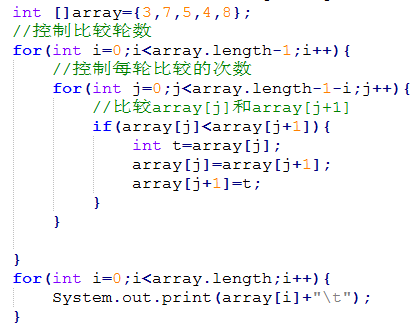 int []array={3,7,5,4,8};
//控制比较轮数
for(int i=0;i<array.length-1;i++){
    //控制每轮比较的次数
    for(int j=0;j<array.length-1-i;j++){
        //比较array[j]和array[j+1]
        if(array[j]<array[j+1]){
            int t=array[j];
            array[j]=array[j+1];
            array[j+1]=t;
        }
    }

}
for(int i=0;i<array.length;i++){
    System.out.print(array[i]+"\t");
}